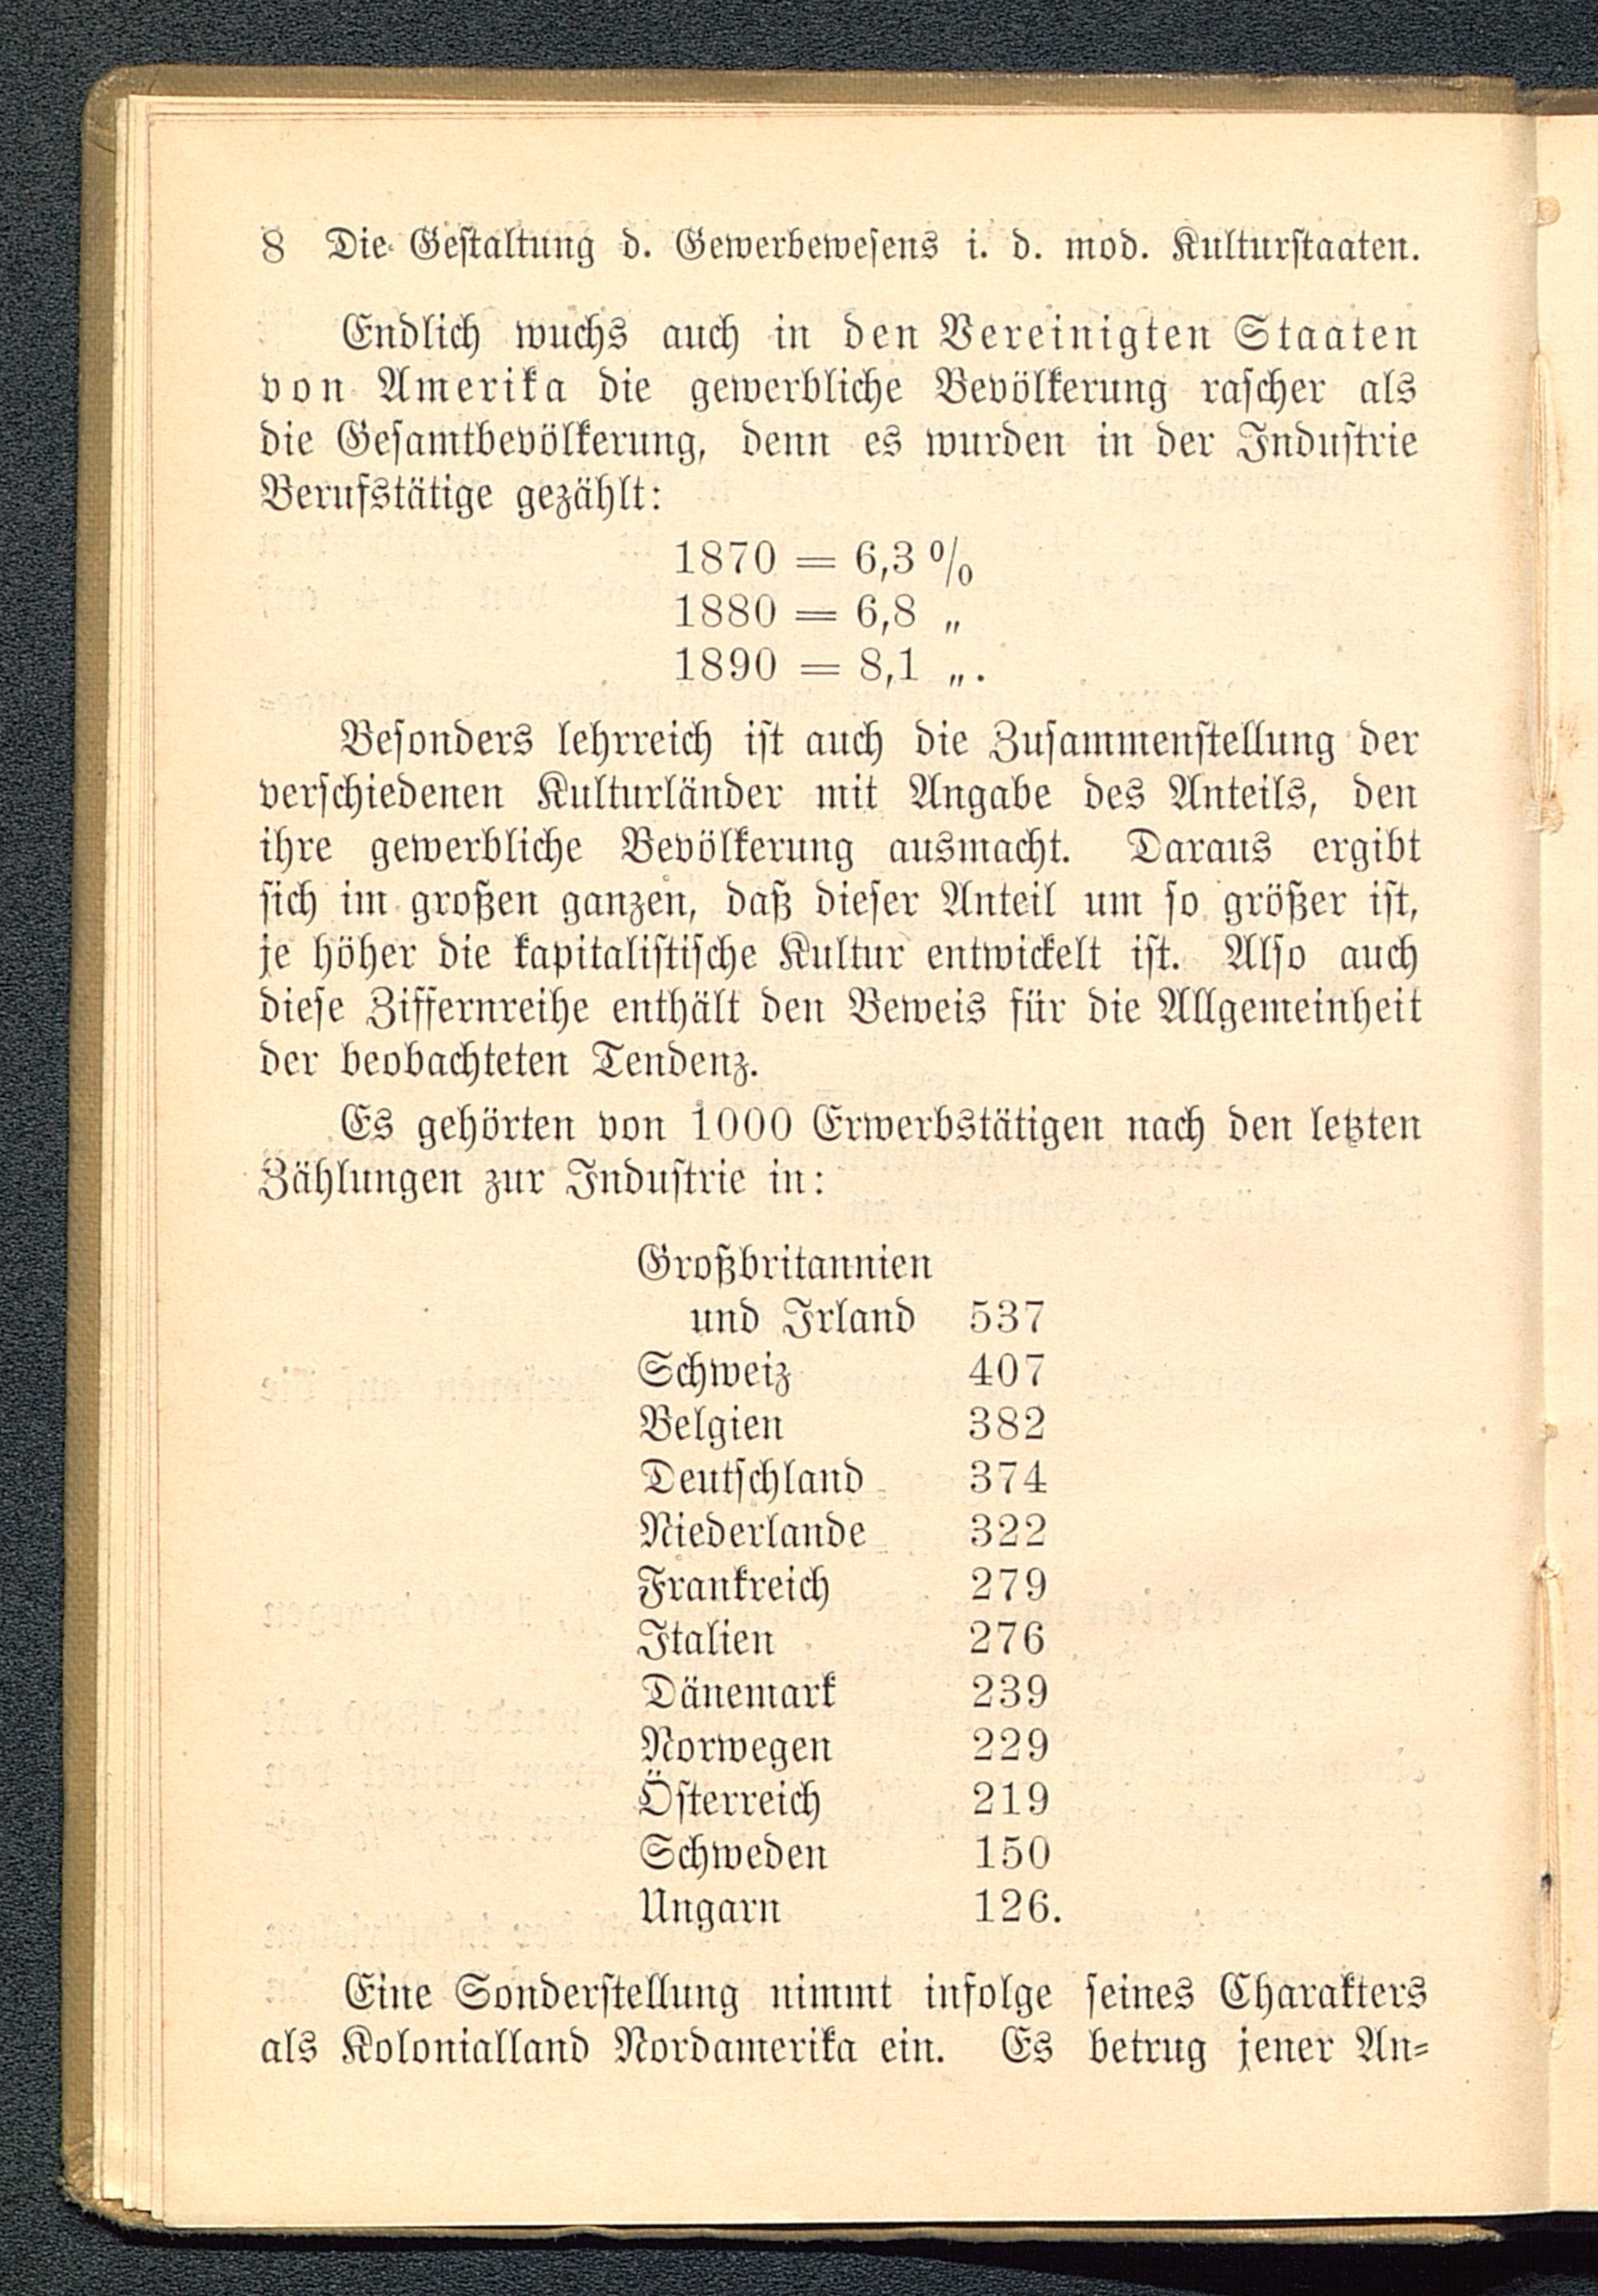 8 Die Gestaltung d. Gewerbewesens i. d. mod. Kulturstaaten.
Endlich wuchs auch in den Vereinigten Staaten
von Amerika die gewerbliche Bevölkerung rascher als
die Gesamtbevölkerung, denn es wurden in der Industrie
Berufstätige gezählt:
1870 = 6,3 %
1880 = 6,8 „
1890 = 8,1 „.
Besonders lehrreich ist auch die Zusammenstellung der
verschiedenen Kulturländer mit Angabe des Anteils, den
ihre gewerbliche Bevölkerung ausmacht. Daraus ergibt
sich im großen ganzen, daß dieser Anteil um so größer ist,
je höher die kapitalistische Kultur entwickelt ist. Also auch
diese Ziffernreihe enthält den Beweis für die Allgemeinheit
der beobachteten Tendenz.
Es gehörten von 1000 Erwerbstätigen nach den letzten
Zählungen zur Industrie in:
Großbritannien
und Irland 537
Schweiz 407
Belgien 382
Deutschland 374
Niederlande 322
Frankreich 279
Italien 276
Dänemark 239
Norwegen 229
Österreich 219
Schweden 150
Ungarn 126.
Eine Sonderstellung nimmt infolge seines Charakters
als Kolonialland Nordamerika ein. Es betrug jener An-